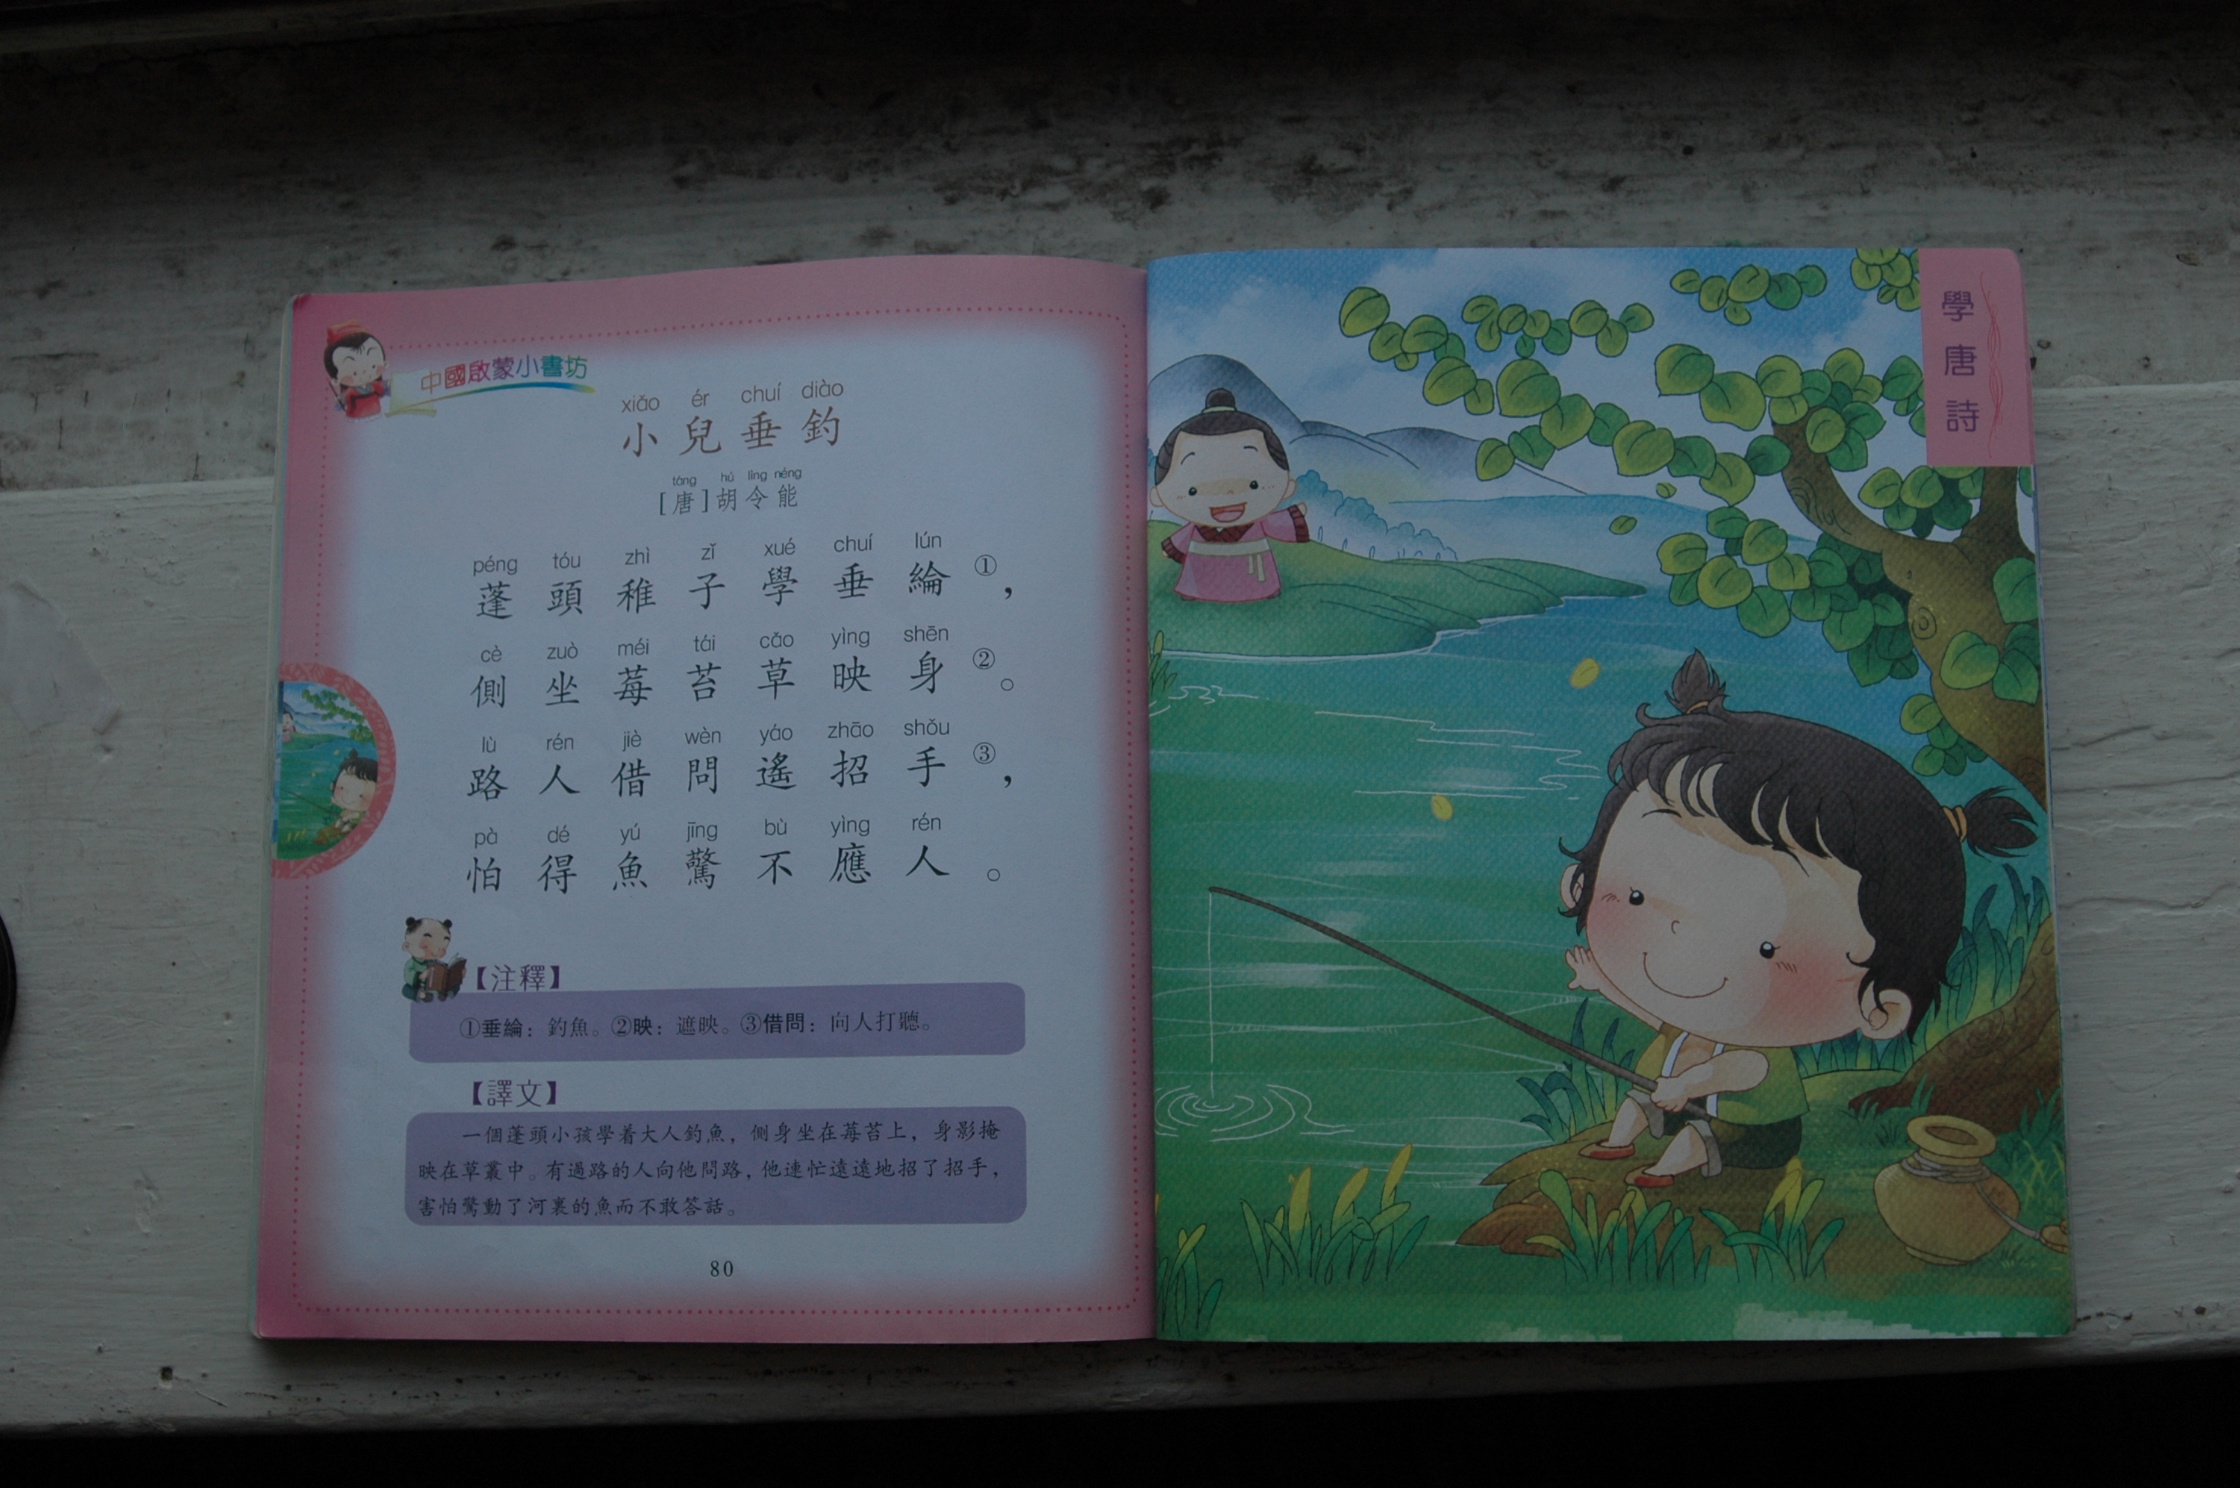 中國啟蒙小書坊
xiǎo ér chuí diào
小兒垂釣
táng hú lìng néng
[唐]胡令能
péng tóu zhì zǐ xué chuí lún
蓬頭稚子學垂綸①，
cè zuò méi tái cǎo yìng shēn
側坐莓苔草映身②。
lù rén jiè wèn yáo zhāo shǒu
路人借問遙招手③，
pà dé yú jīng bù yìng rén
怕得魚驚不應人。
【注釋】
①垂綸：釣魚。②映：遮映。③借問：向人打聽。
【譯文】
一個蓬頭小孩學着大人釣魚，側身坐在莓苔上，身影掩
映在草叢中。有過路的人向他問路，他連忙遠遠地招了招手，
害怕驚動了河裏的魚而不敢答話。
80
學唐詩